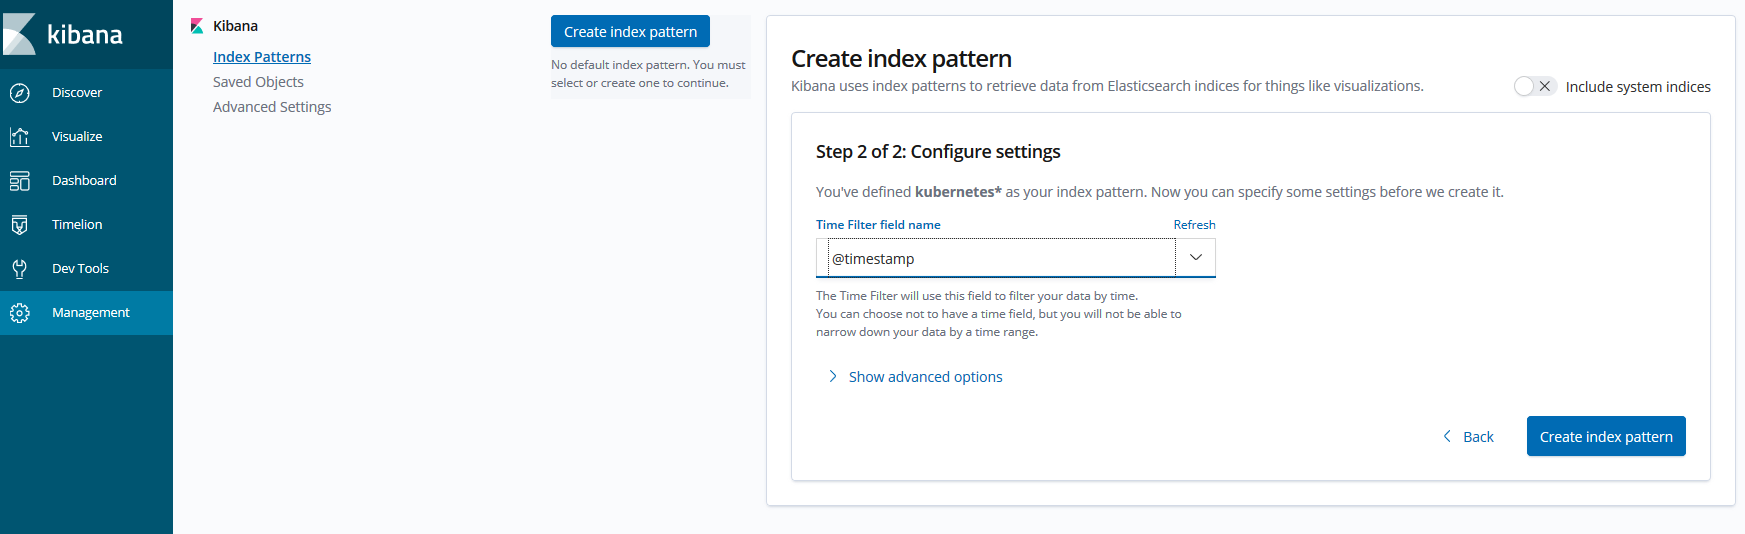 kibana
Discover
Visualize
Dashboard
Timelion
Dev Tools
Management
Kibana
Index Patterns
Saved Objects
Advanced Settings
Create index pattern
No default index pattern. You must
select or create one to continue.
Create index pattern
Kibana uses index patterns to retrieve data from Elasticsearch indices for things like visualizations.
Include system indices
Step 2 of 2: Configure settings
You've defined kubernetes* as your index pattern. Now you can specify some settings before we create it.
Time Filter field name Refresh
@timestamp
The Time Filter will use this field to filter your data by time.
You can choose not to have a time field, but you will not be able to
narrow down your data by a time range.
Show advanced options
Back
Create index pattern